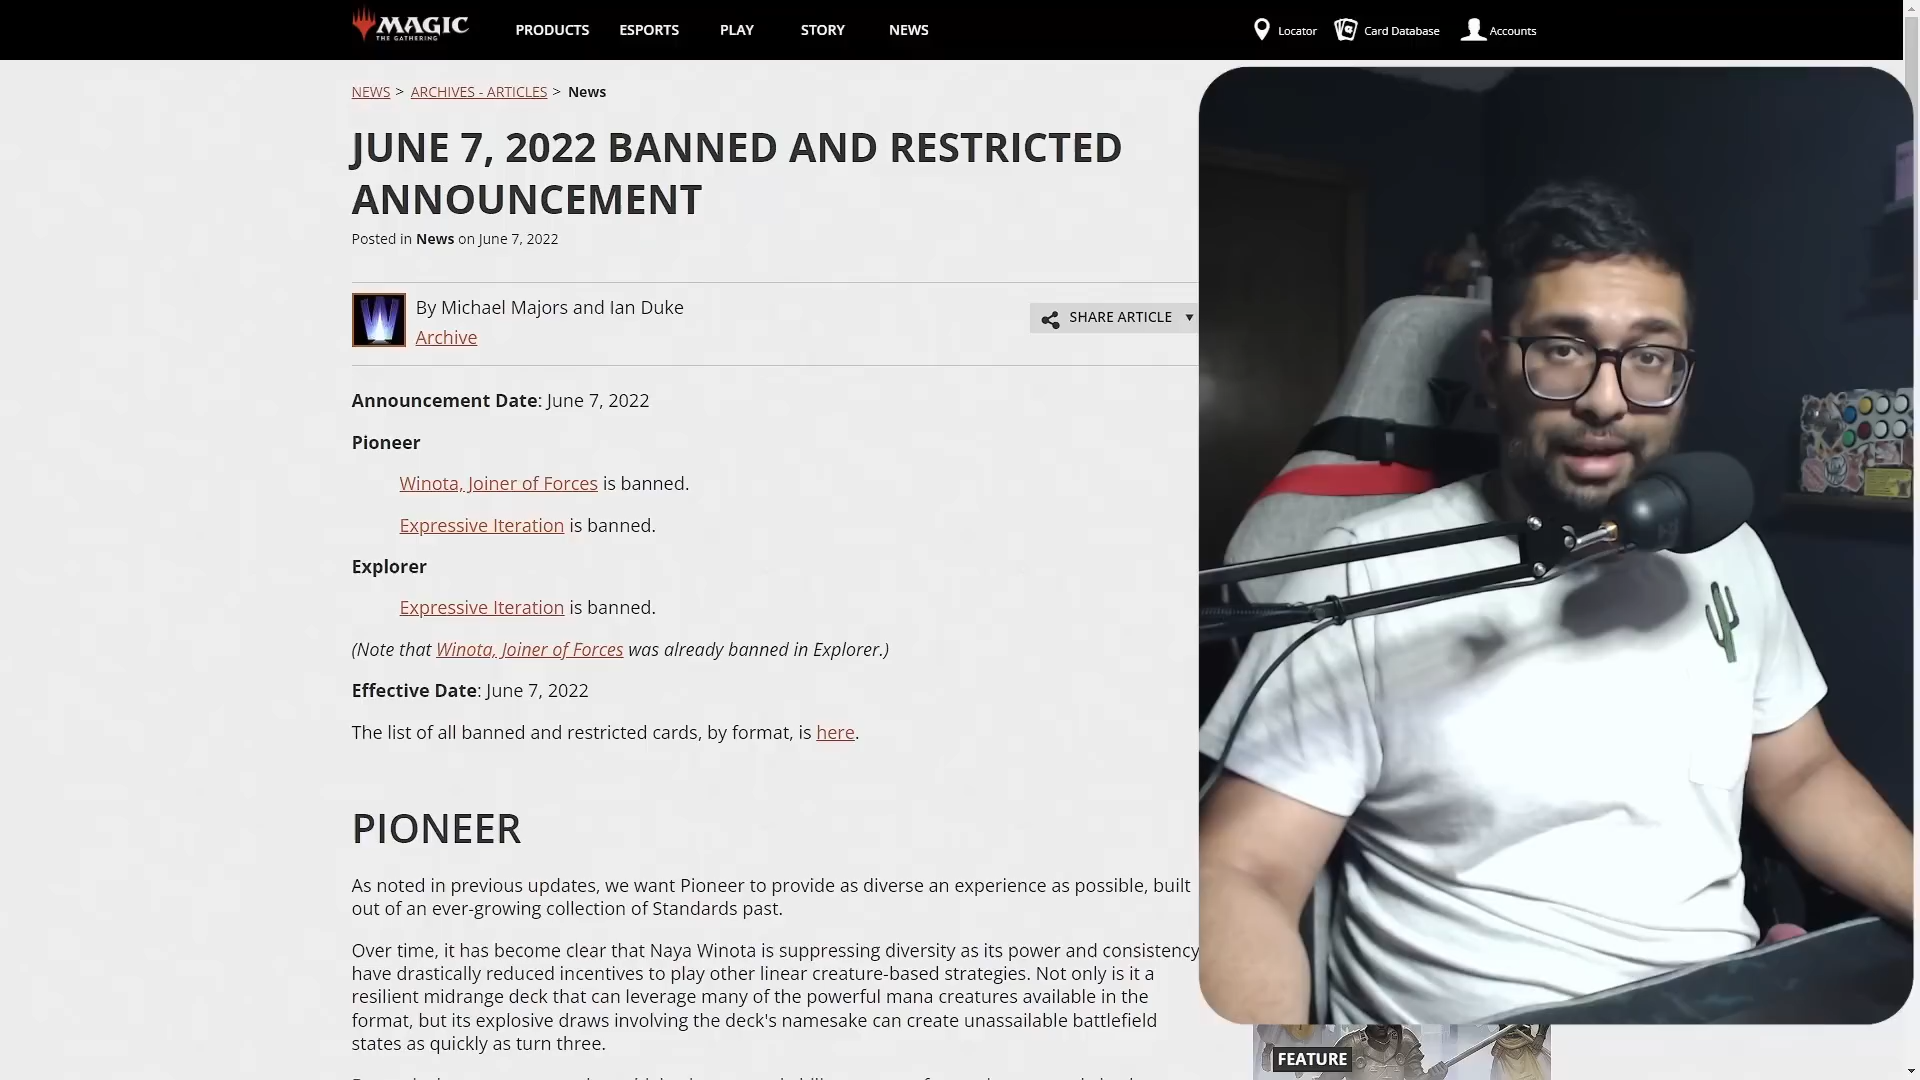 MAGIC
THE GATHERING
PRODUCTS ESPORTS PLAY STORY NEWS
Locator Card Database Accounts
NEWS > ARCHIVES - ARTICLES > News
JUNE 7, 2022 BANNED AND RESTRICTED
ANNOUNCEMENT
Posted in News on June 7, 2022
By Michael Majors and Ian Duke
Archive
SHARE ARTICLE
Announcement Date: June 7, 2022
Pioneer
Winota, Joiner of Forces is banned.
Expressive Iteration is banned.
Explorer
Expressive Iteration is banned.
(Note that Winota, Joiner of Forces was already banned in Explorer.)
Effective Date: June 7, 2022
The list of all banned and restricted cards, by format, is here.
PIONEER
As noted in previous updates, we want Pioneer to provide as diverse an experience as possible, built
out of an ever-growing collection of Standards past.
Over time, it has become clear that Naya Winota is suppressing diversity as its power and consistency
have drastically reduced incentives to play other linear creature-based strategies. Not only is it a
resilient midrange deck that can leverage many of the powerful mana creatures available in the
format, but its explosive draws involving the deck's namesake can create unassailable battlefield
states as quickly as turn three.
FEATURE